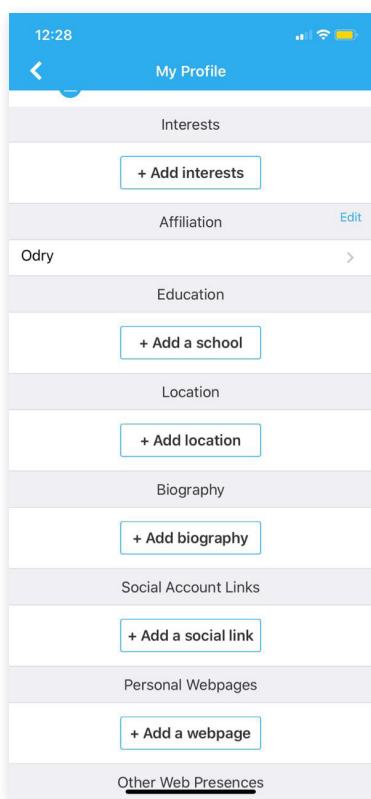 12:28
My Profile
Interests
+ Add interests
Affiliation
Edit
Odry
Education
+ Add a school
Location
+ Add location
Biography
+ Add biography
Social Account Links
+ Add a social link
Personal Webpages
+ Add a webpage
Other Web Presences